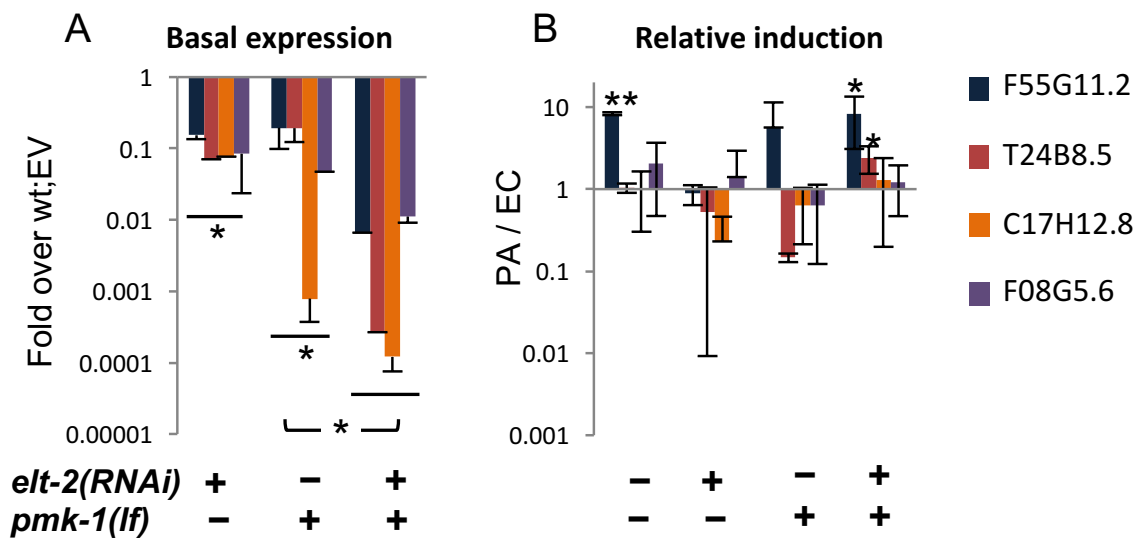 A
Basal expression
Fold over wt;EV
1
0.1
0.01
0.001
0.0001
0.00001
*
*
*
elt-2(RNAi) + − +
pmk-1(lf) − + +
B
Relative induction
PA / EC
10
1
0.1
0.01
0.001
**
*
*
− + − +
− − + +
F55G11.2
T24B8.5
C17H12.8
F08G5.6